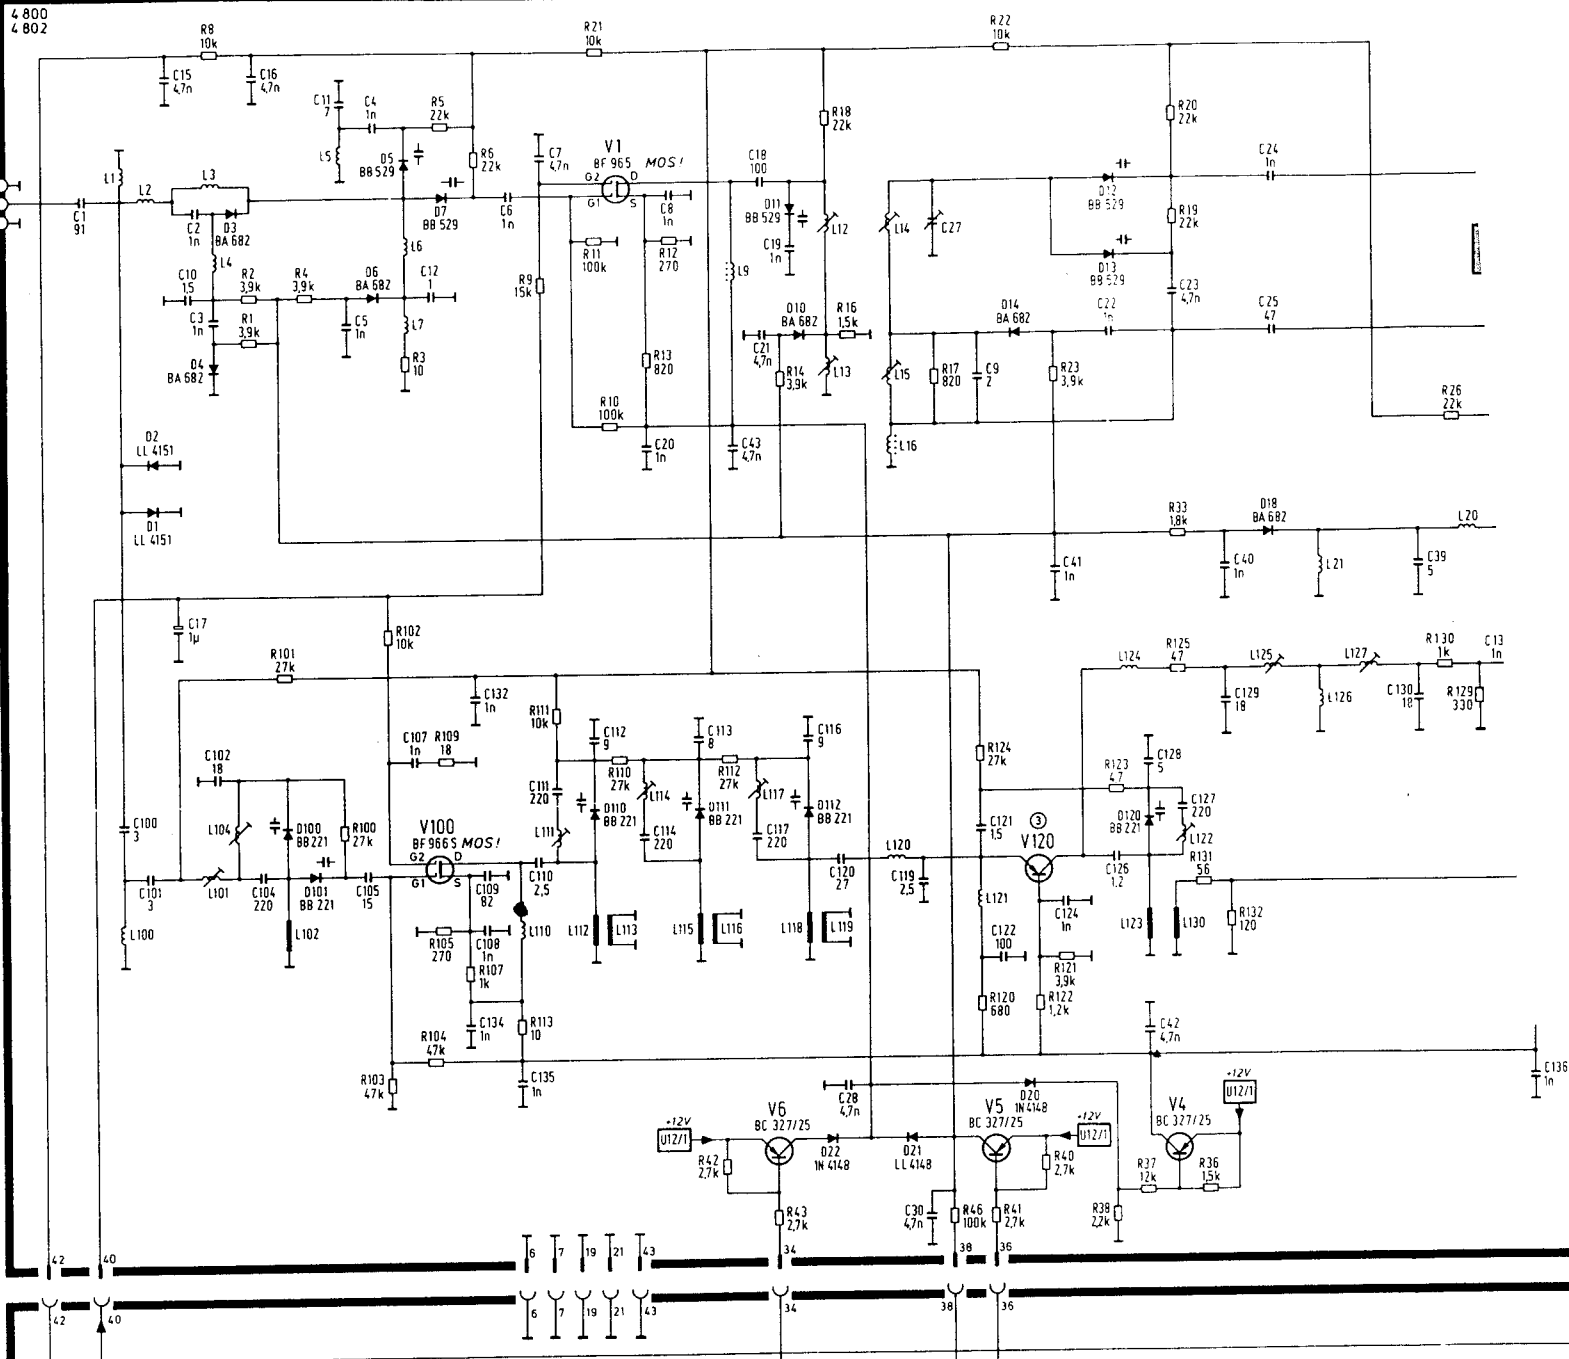 4 800
4 802
R8
10k
R21
10k
R22
10k
C15
4,7n
C16
4,7n
C11
7
C4
1n
R5
22k
R18
22k
R20
22k
L5
D5
BB 529
R6
22k
C7
4,7n
V1
BF 965 MOS!
G2
D
G1
S
C18
100
C24
1n
L1
L2
L3
C1
91
C2
1n
D3
BA 682
D7
BB 529
C6
1n
C8
1n
D11
BB 529
L12
L14
C27
D12
BB 529
R19
22k
L4
L6
R11
100k
R12
270
C19
1n
D13
BB 529
C10
1,5
R2
3,9k
R4
3,9k
D6
BA 682
C12
1
R9
15k
L9
C23
4,7n
C3
1n
R1
3,9k
C5
1n
L7
D10
BA 682
R16
1,5k
D14
BA 682
C22
1n
C25
47
D4
BA 682
R3
10
R13
820
C21
4,7n
R14
3,9k
L13
L15
R17
820
C9
2
R23
3,9k
R10
100k
R26
22k
D2
LL 4151
C20
1n
C43
4,7n
L16
D1
LL 4151
R33
1,8k
D18
BA 682
L20
C41
1n
C40
1n
L21
C39
5
C17
1µ
R102
10k
R101
27k
L124
R125
47
L125
L127
R130
1k
C13
1n
C132
1n
R111
10k
C129
18
L126
C130
18
R129
330
C112
9
C113
8
C116
9
C107
1n
R109
18
R124
27k
C128
5
C102
18
R110
27k
R112
27k
R123
4,7
C111
220
L114
L117
C127
220
C100
3
L104
D100
BB 221
R100
27k
V100
BF 966 S MOS!
G2
D
G1
S
L111
D110
BB 221
D111
BB 221
D112
BB 221
C114
220
C117
220
C121
1,5
3
V120
D120
BB 221
L122
C101
3
L101
C104
220
D101
BB 221
C105
15
C109
82
C110
2,5
C120
27
L120
C119
2,5
C126
1,2
R131
56
L100
L102
R105
270
C108
1n
L110
L112
L113
L115
L116
L118
L119
L121
C124
1n
L123
L130
R132
120
R107
1k
C122
100
R121
3,9k
C134
1n
R113
10
R120
680
R122
1,2k
C42
4,7n
R104
47k
R103
47k
C135
1n
C136
1n
C28
4,7n
D20
1N 4148
+12V
U12/1
+12V
U12/1
V6
BC 327/25
V5
BC 327/25
+12V
U12/1
V4
BC 327/25
R42
2,7k
D22
1N 4148
D21
LL 4148
R40
2,7k
R37
12k
R36
1,5k
R43
2,7k
C30
4,7n
R46
100k
R41
2,7k
R38
2,2k
42
40
6
7
19
21
43
34
38
36
42
40
6
7
19
21
43
34
38
36